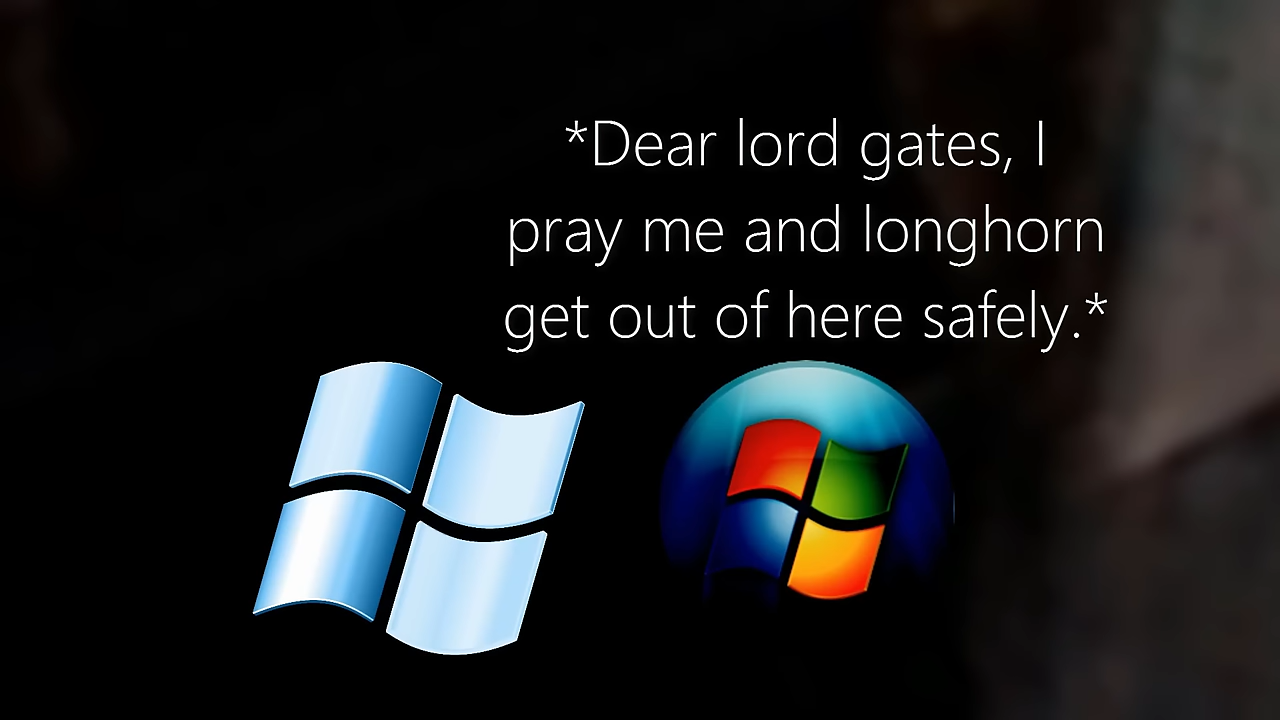 *Dear lord gates, I
pray me and longhorn
get out of here safely.*